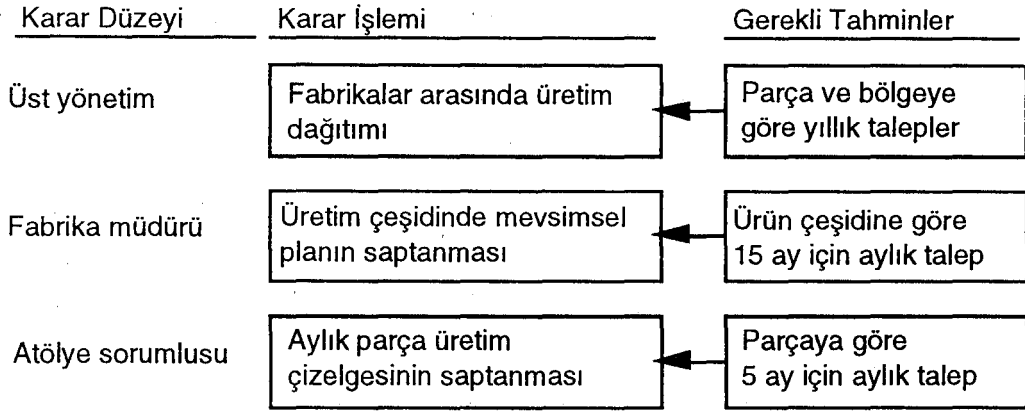 Karar Düzeyi
Karar İşlemi
Gerekli Tahminler
Üst yönetim
Fabrikalar arasında üretim
dağıtımı
Parça ve bölgeye
göre yıllık talepler
Fabrika müdürü
Üretim çeşidinde mevsimsel
planın saptanması
Ürün çeşidine göre
15 ay için aylık talep
Atölye sorumlusu
Aylık parça üretim
çizelgesinin saptanması
Parçaya göre
5 ay için aylık talep